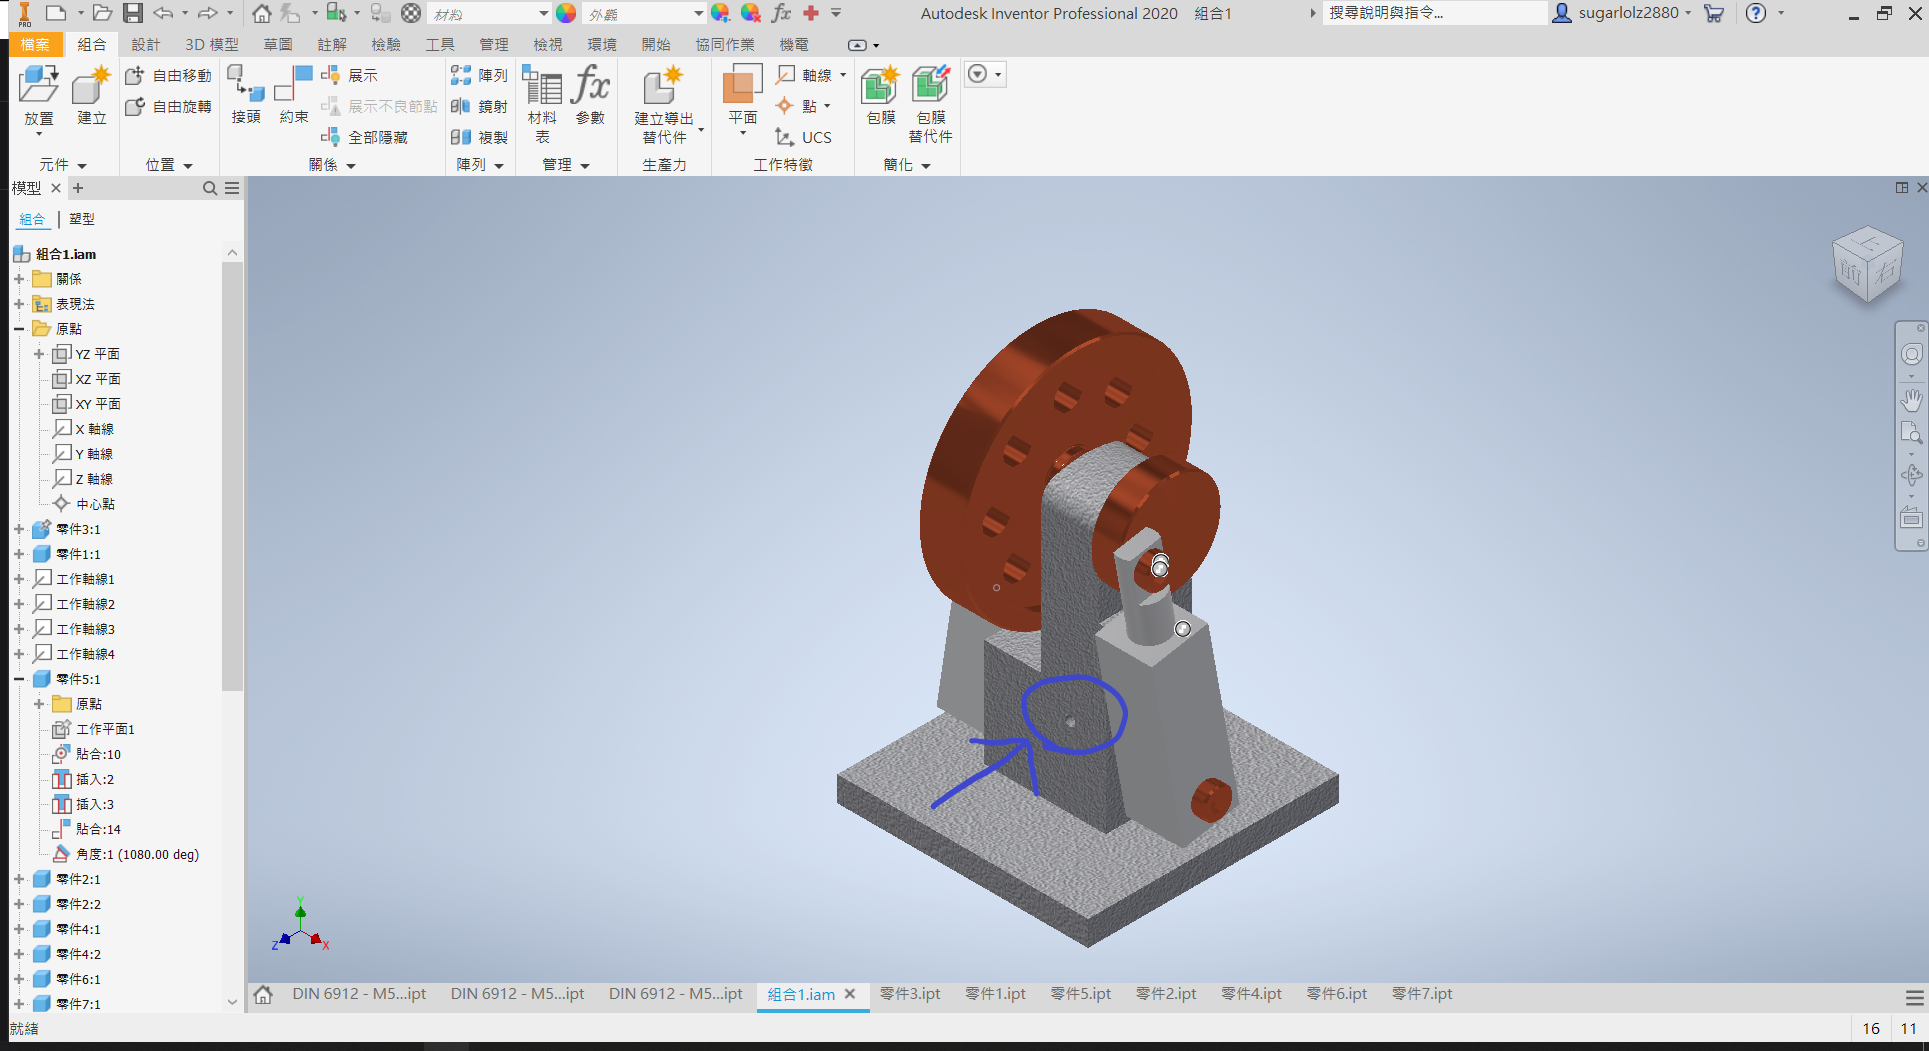 PRO
材料
外觀
fx
Autodesk Inventor Professional 2020 組合1
搜尋說明與指令...
sugarlolz2880
檔案 組合 設計 3D 模型 草圖 註解 檢驗 工具 管理 檢視 環境 開始 協同作業 機電
放置
建立
元件
自由移動
自由旋轉
位置
接頭
約束
展示
展示不良節點
全部隱藏
關係
陣列
鏡射
複製
陣列
材料
表
fx
參數
管理
建立導出
替代件
生產力
平面
軸線
點
UCS
工作特徵
包膜
包膜
替代件
簡化
模型
組合 | 塑型
組合1.iam
關係
表現法
原點
YZ 平面
XZ 平面
XY 平面
X 軸線
Y 軸線
Z 軸線
中心點
零件3:1
零件1:1
工作軸線1
工作軸線2
工作軸線3
工作軸線4
零件5:1
原點
工作平面1
貼合:10
插入:2
插入:3
貼合:14
角度:1 (1080.00 deg)
零件2:1
零件2:2
零件4:1
零件4:2
零件6:1
零件7:1
上
前
右
Y
Z
X
DIN 6912 - M5...ipt DIN 6912 - M5...ipt DIN 6912 - M5...ipt 組合1.iam 零件3.ipt 零件1.ipt 零件5.ipt 零件2.ipt 零件4.ipt 零件6.ipt 零件7.ipt
就緒
16 11